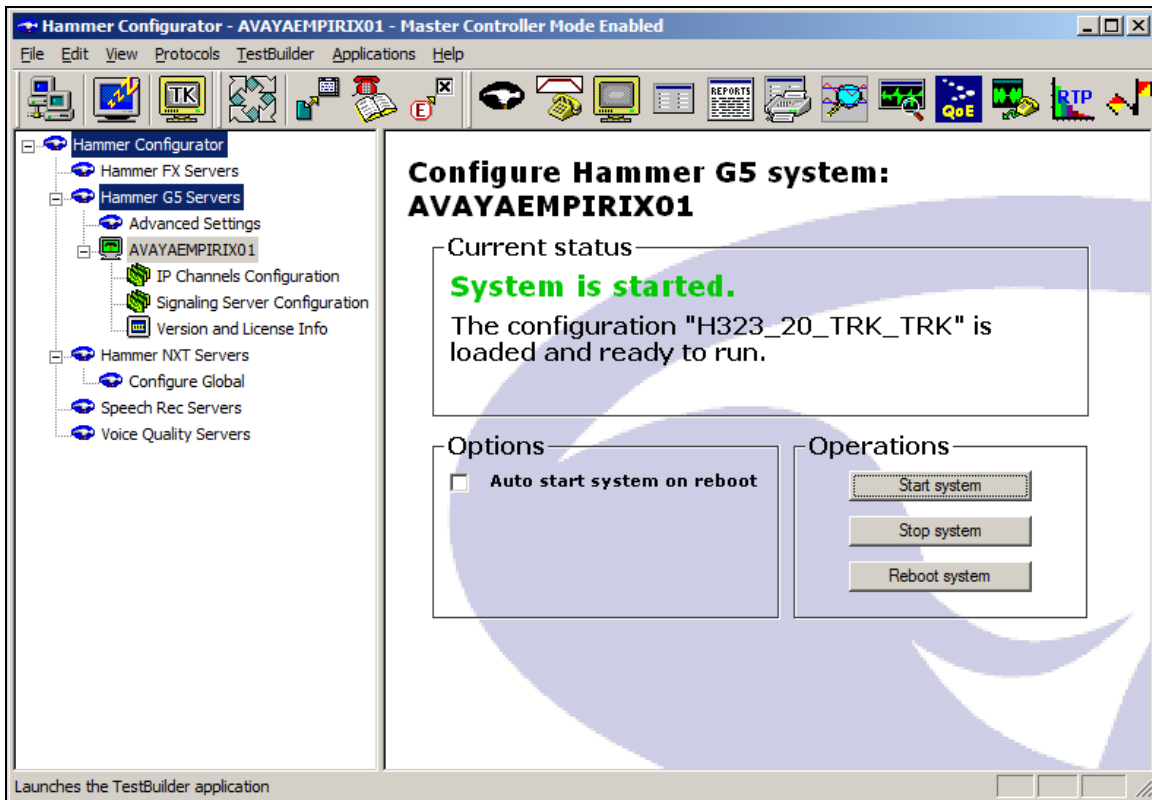 Hammer Configurator - AVAYAEMPIRIX01 - Master Controller Mode Enabled
File Edit View Protocols TestBuilder Applications Help
TK
E
REPORTS
QoE
RTP
Hammer Configurator
Hammer FX Servers
Hammer G5 Servers
Advanced Settings
AVAYAEMPIRIX01
IP Channels Configuration
Signaling Server Configuration
Version and License Info
Hammer NXT Servers
Configure Global
Speech Rec Servers
Voice Quality Servers
Configure Hammer G5 system:
AVAYAEMPIRIX01
Current status
System is started.
The configuration "H323_20_TRK_TRK" is
loaded and ready to run.
Options
Auto start system on reboot
Operations
Start system
Stop system
Reboot system
Launches the TestBuilder application